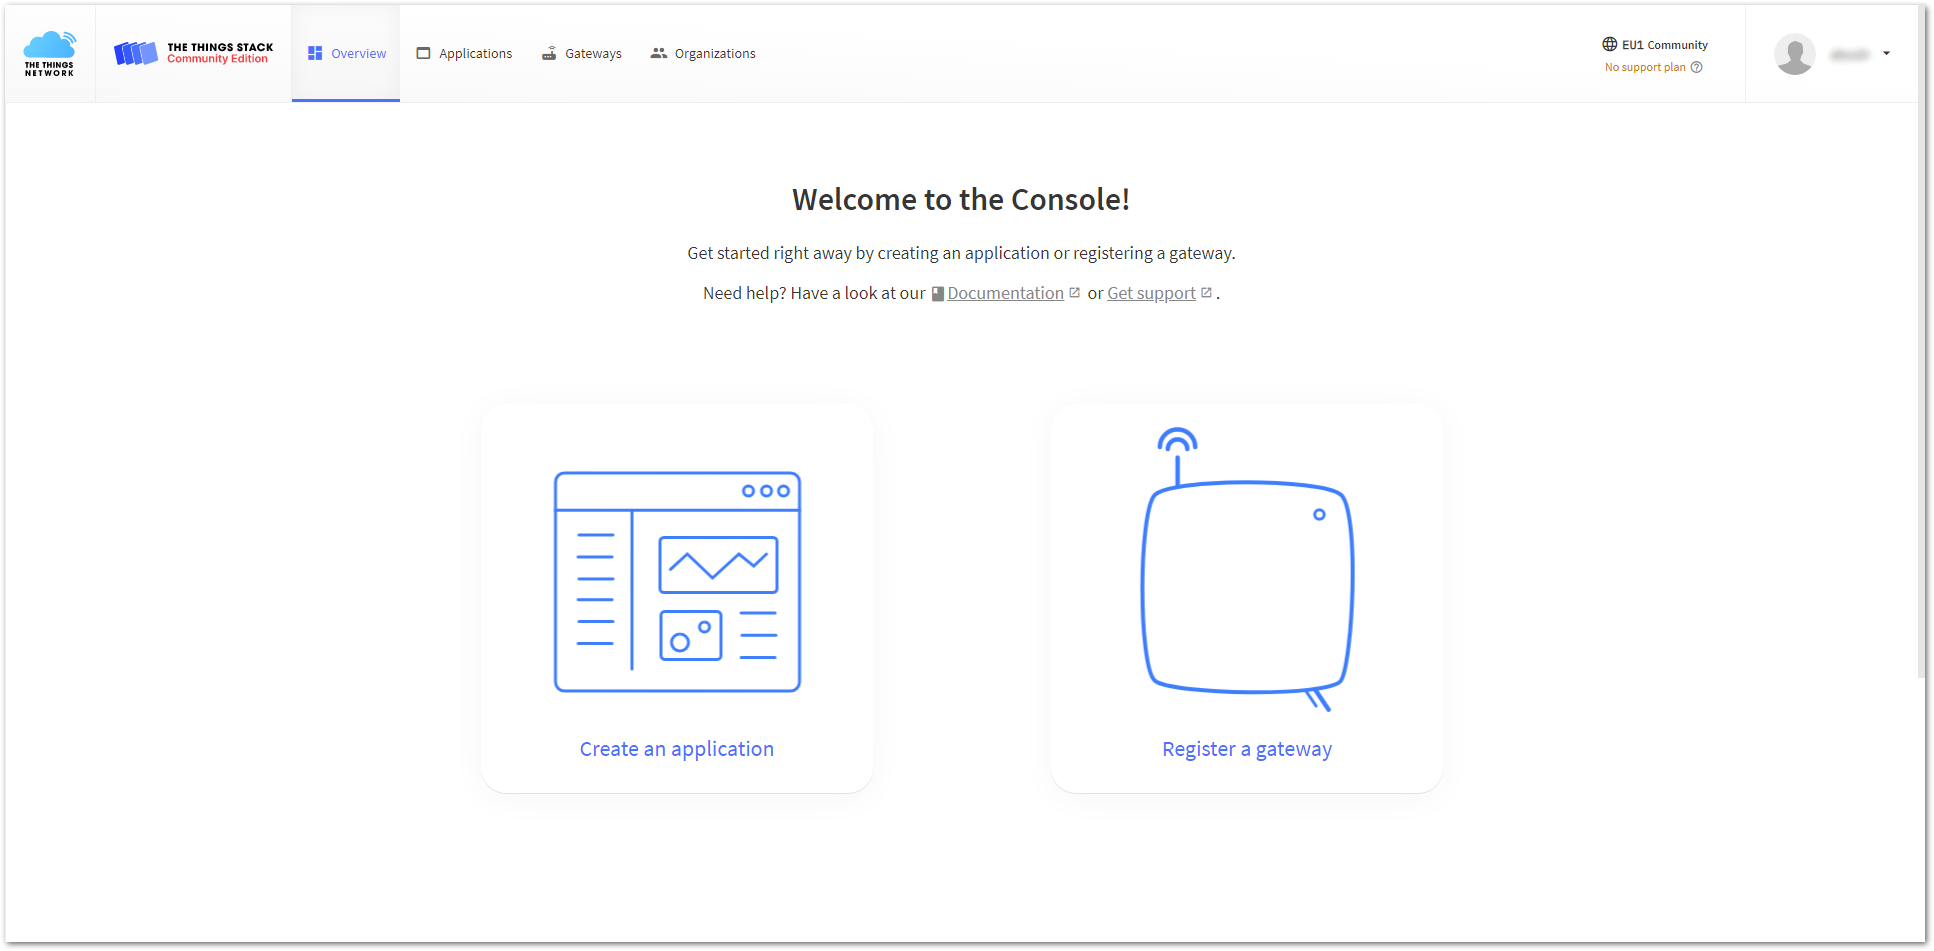 THE THINGS
NETWORK
THE THINGS STACK
Community Edition
Overview
Applications
Gateways
Organizations
EU1 Community
No support plan
Welcome to the Console!
Get started right away by creating an application or registering a gateway.
Need help? Have a look at our Documentation or Get support .
Create an application
Register a gateway